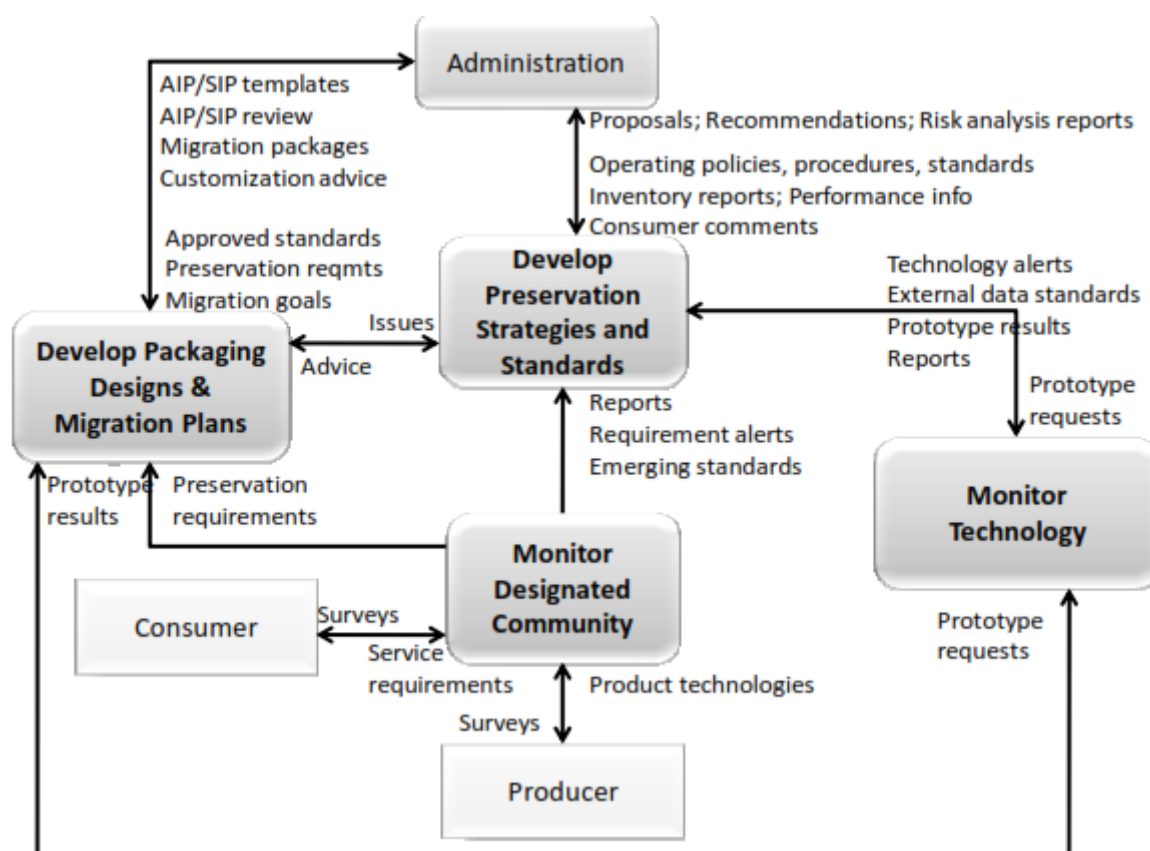 Administration
AIP/SIP templates
AIP/SIP review
Migration packages
Customization advice
Proposals; Recommendations; Risk analysis reports
Operating policies, procedures, standards
Inventory reports; Performance info
Consumer comments
Approved standards
Preservation reqmts
Migration goals
Develop
Preservation
Strategies and
Standards
Technology alerts
External data standards
Prototype results
Reports
Issues
Advice
Develop Packaging
Designs &
Migration Plans
Prototype
requests
Reports
Requirement alerts
Emerging standards
Prototype
results
Preservation
requirements
Monitor
Technology
Monitor
Designated
Community
Consumer
Surveys
Service
requirements
Prototype
requests
Product technologies
Surveys
Producer